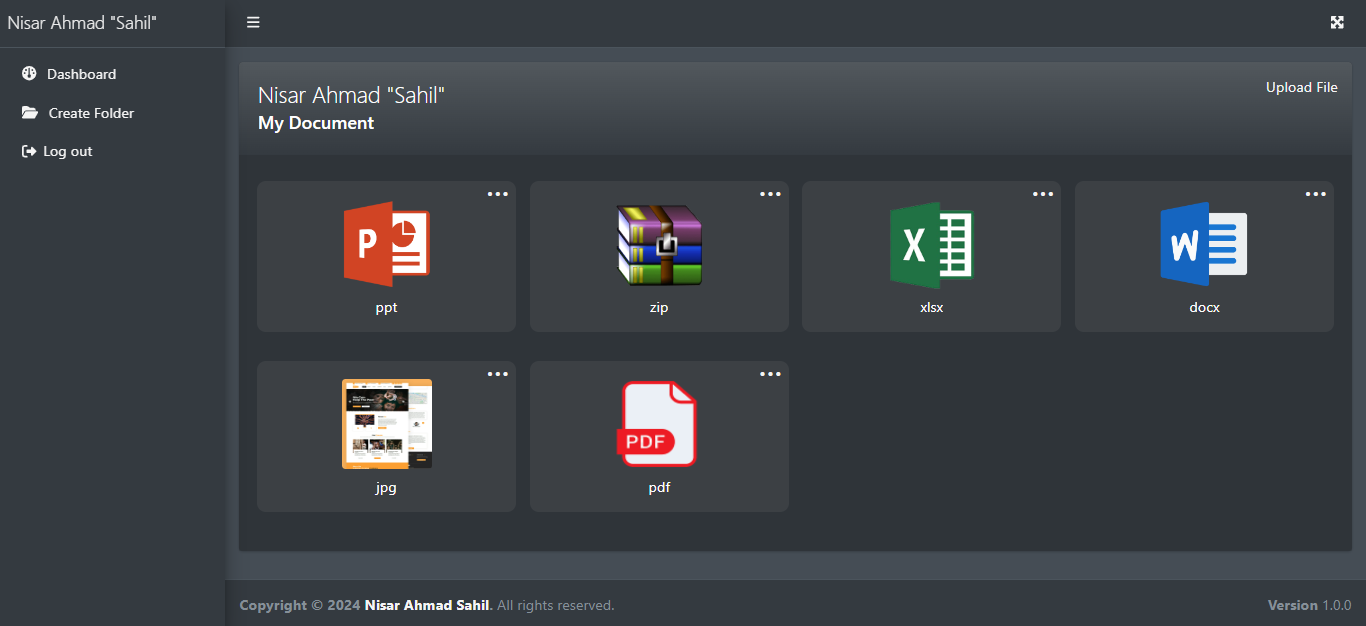 Nisar Ahmad "Sahil"
Dashboard
Create Folder
Log out
Nisar Ahmad "Sahil"
Upload File
My Document
P
ppt
zip
X
xlsx
W
docx
jpg
PDF
pdf
Copyright © 2024 Nisar Ahmad Sahil. All rights reserved.
Version 1.0.0